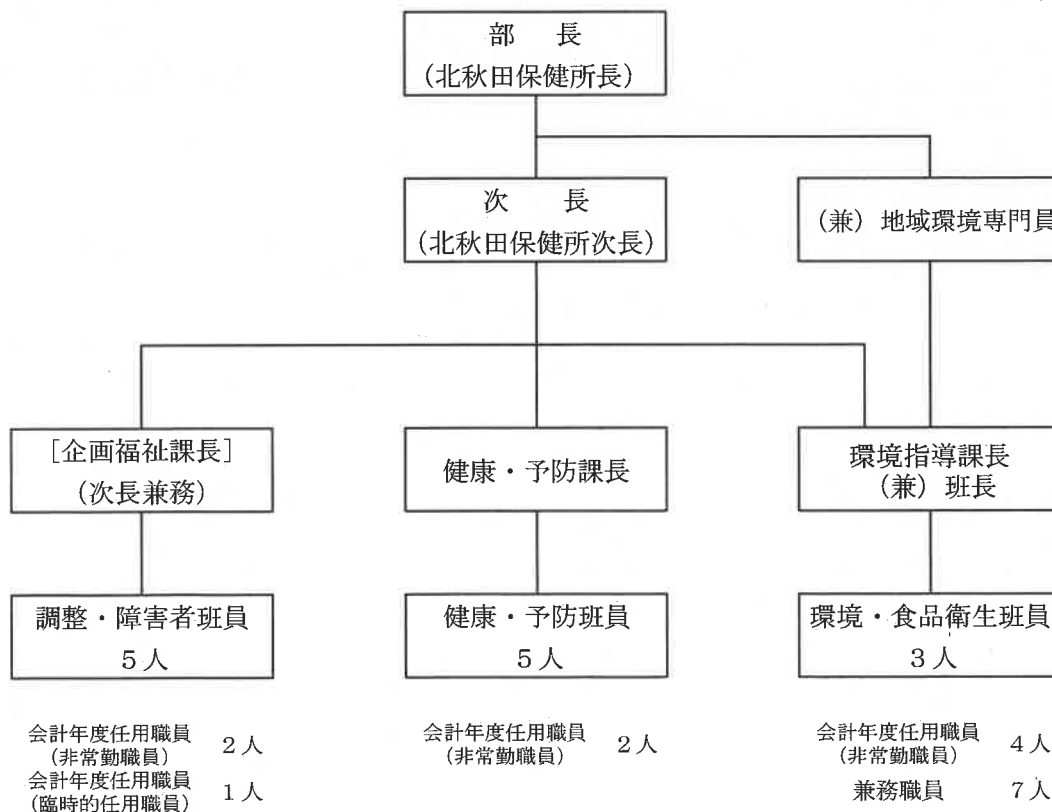 部　長
(北秋田保健所長)
次　長
(北秋田保健所次長)
(兼) 地域環境専門員
［企画福祉課長］
(次長兼務)
健康・予防課長
環境指導課長
(兼) 班長
調整・障害者班員
5人
健康・予防班員
5人
環境・食品衛生班員
3人
会計年度任用職員
(非常勤職員)　2人
会計年度任用職員
(臨時的任用職員)　1人
会計年度任用職員
(非常勤職員)　2人
会計年度任用職員
(非常勤職員)　4人
兼務職員　7人